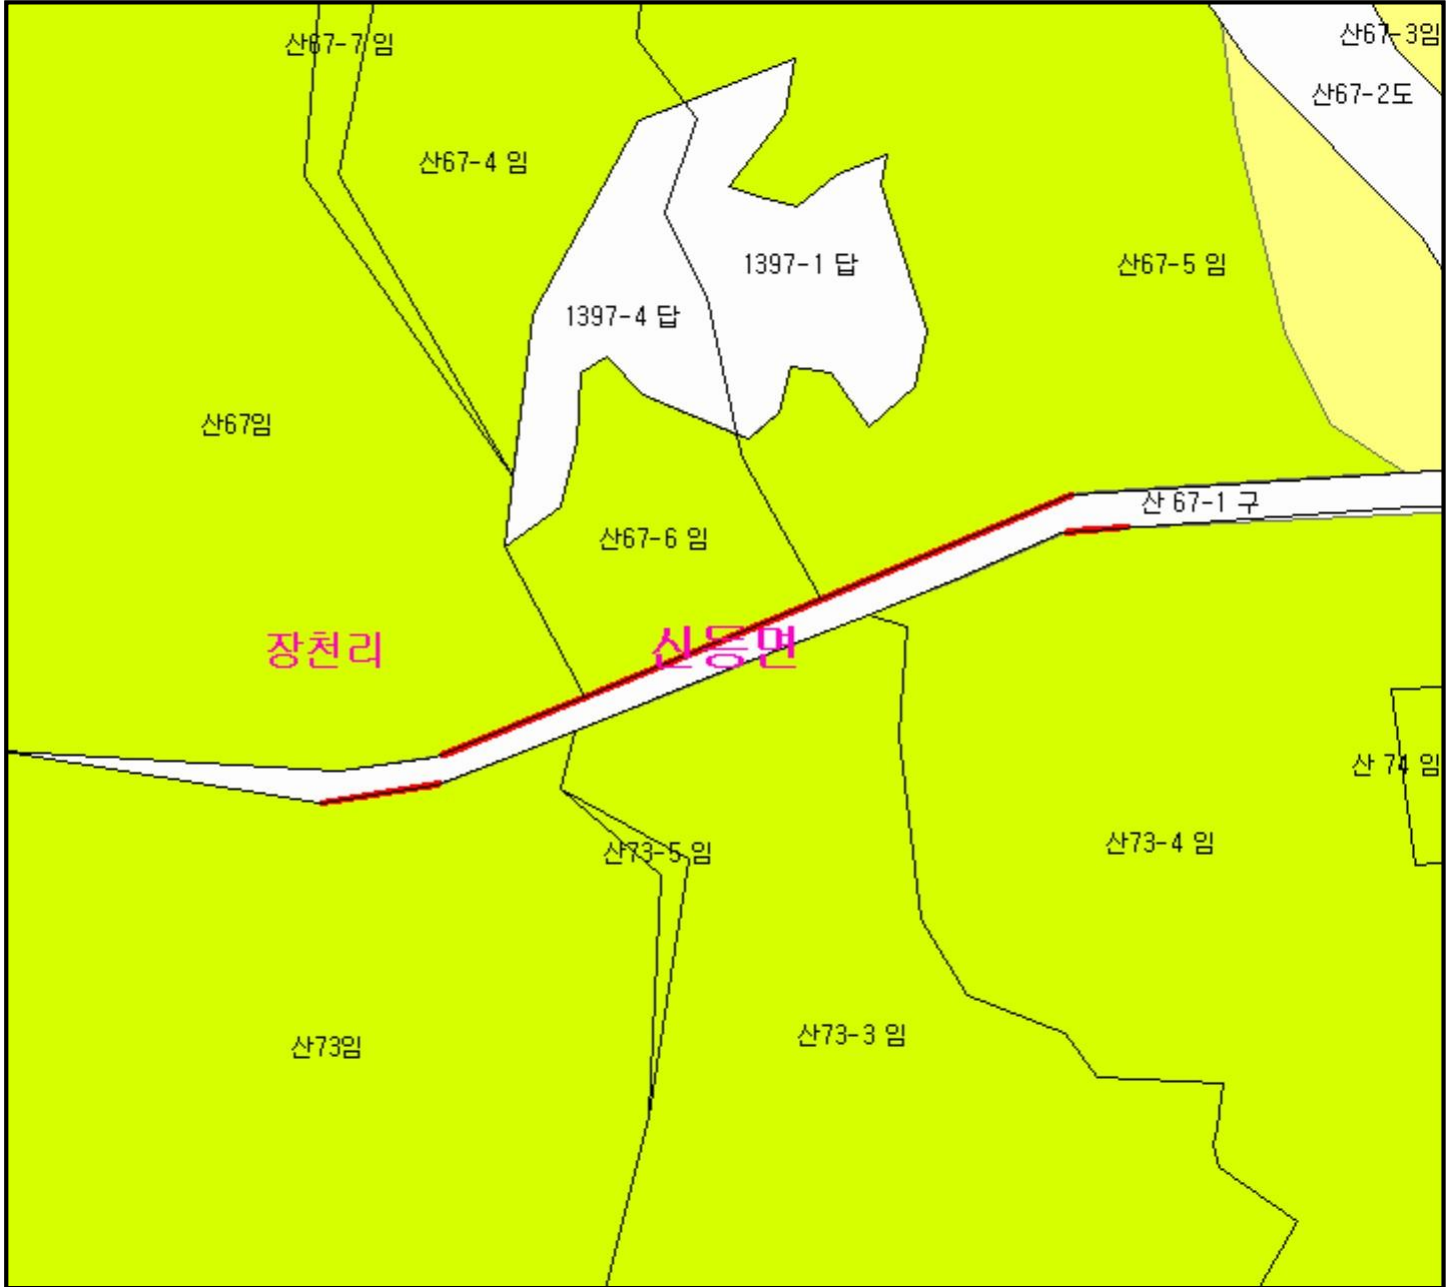 산67-7 임
산67-3임
산67-2도
산67-4 임
1397-1 답
산67-5 임
1397-4 답
산67임
산 67-1 구
산67-6 임
장천리
신등면
산 74 임
산73-5 임
산73-4 임
산73-3 임
산73임